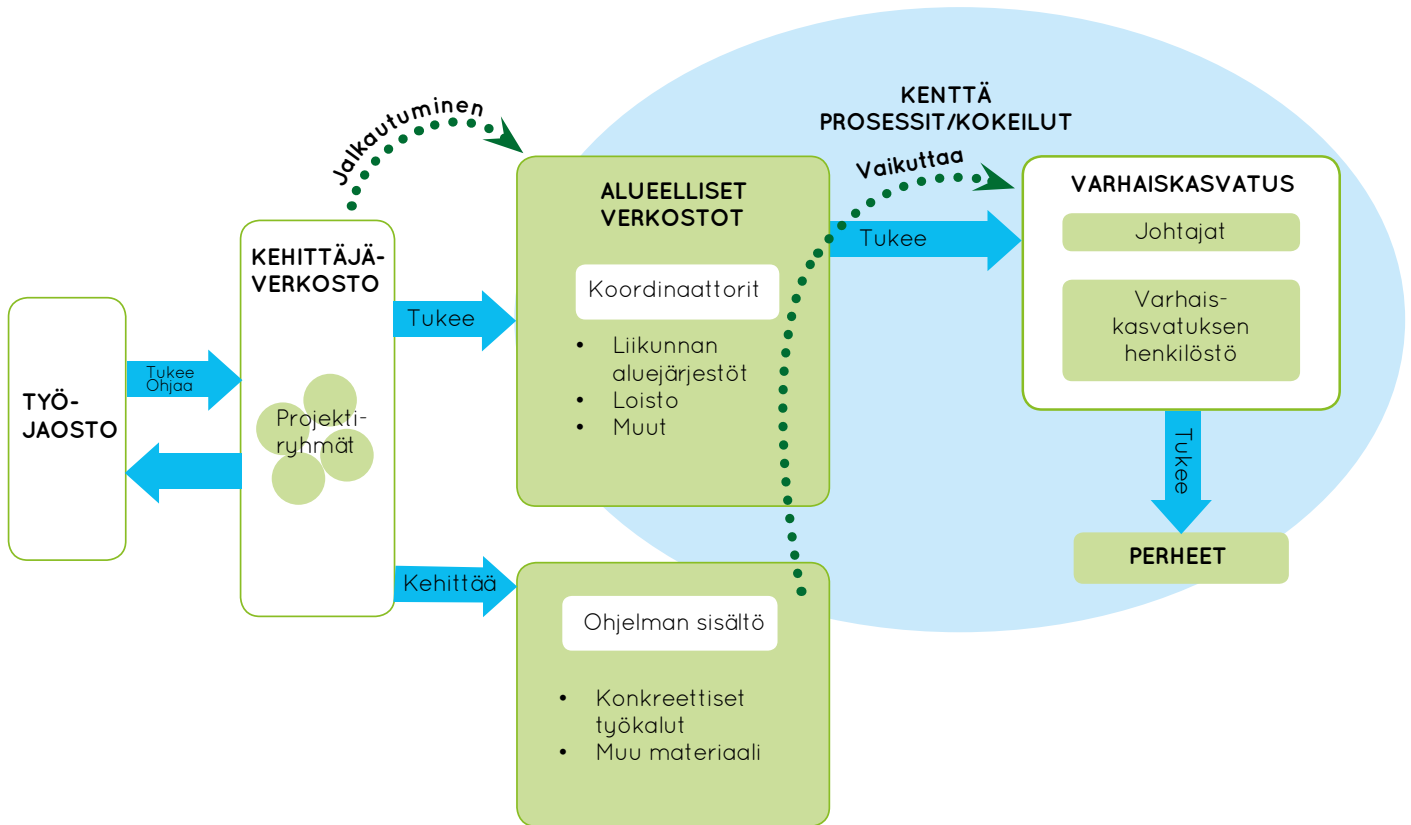 TYÖ-
JAOSTO
Tukee
Ohjaa
KEHITTÄJÄ-
VERKOSTO
Projekti-
ryhmät
Jalkautuminen
Tukee
Kehittää
ALUEELLISET
VERKOSTOT
Koordinaattorit
• Liikunnan
aluejärjestöt
• Loisto
• Muut
Ohjelman sisältö
• Konkreettiset
työkalut
• Muu materiaali
KENTTÄ
PROSESSIT/KOKEILUT
Vaikuttaa
Tukee
VARHAISKASVATUS
Johtajat
Varhais-
kasvatuksen
henkilöstö
Tukee
PERHEET